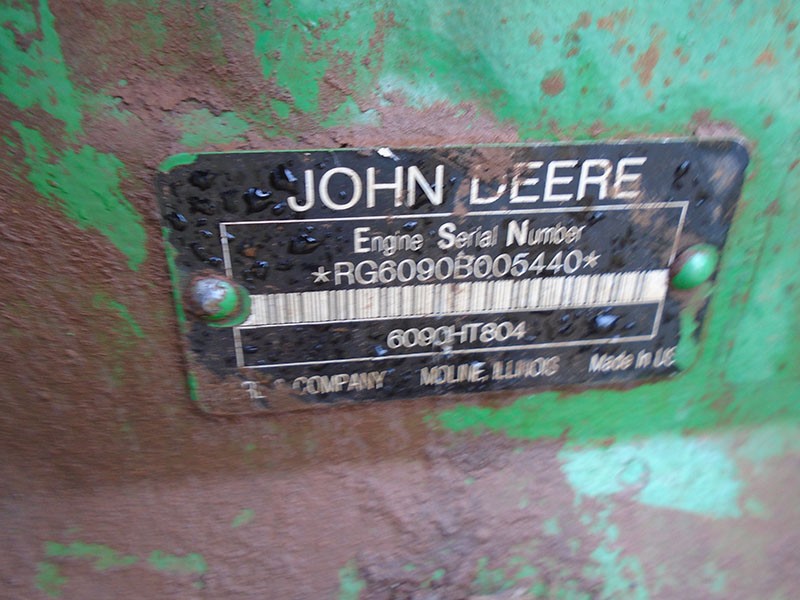 JOHN DEERE
Engine Serial Number
*RG6090B005440*
6090HT804
COMPANY MOLINE, ILLINOIS Made In